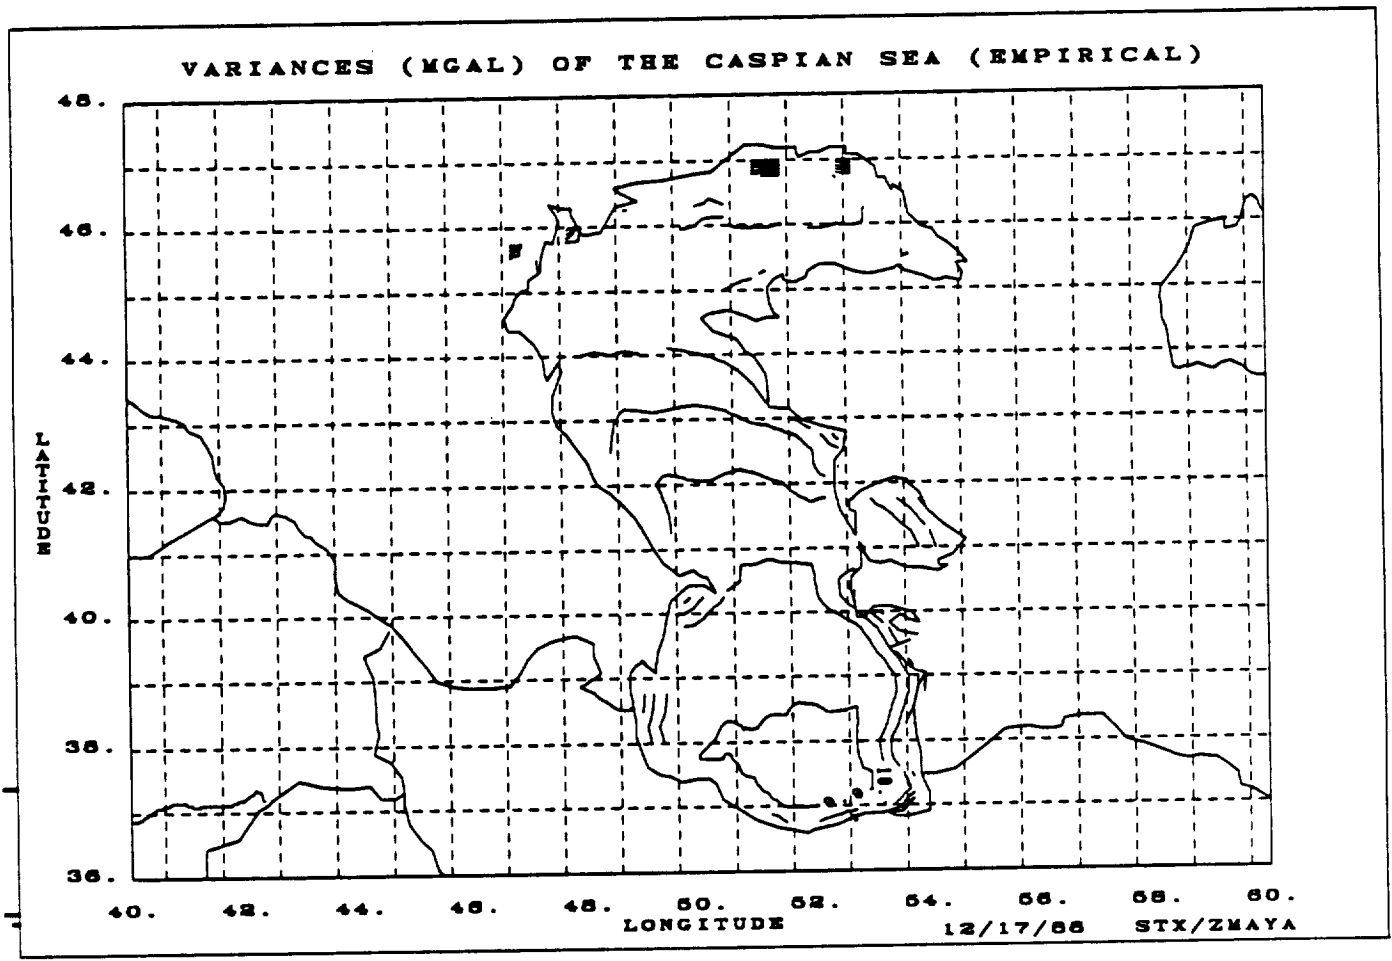 VARIANCES (MGAL) OF THE CASPIAN SEA (EMPIRICAL)
48.
46.
44.
42.
40.
38.
36.
LATITUDE
40. 42. 44. 46. 48. 50. 52. 54. 56. 58. 60.
LONGITUDE
12/17/88 STX/ZMAYA